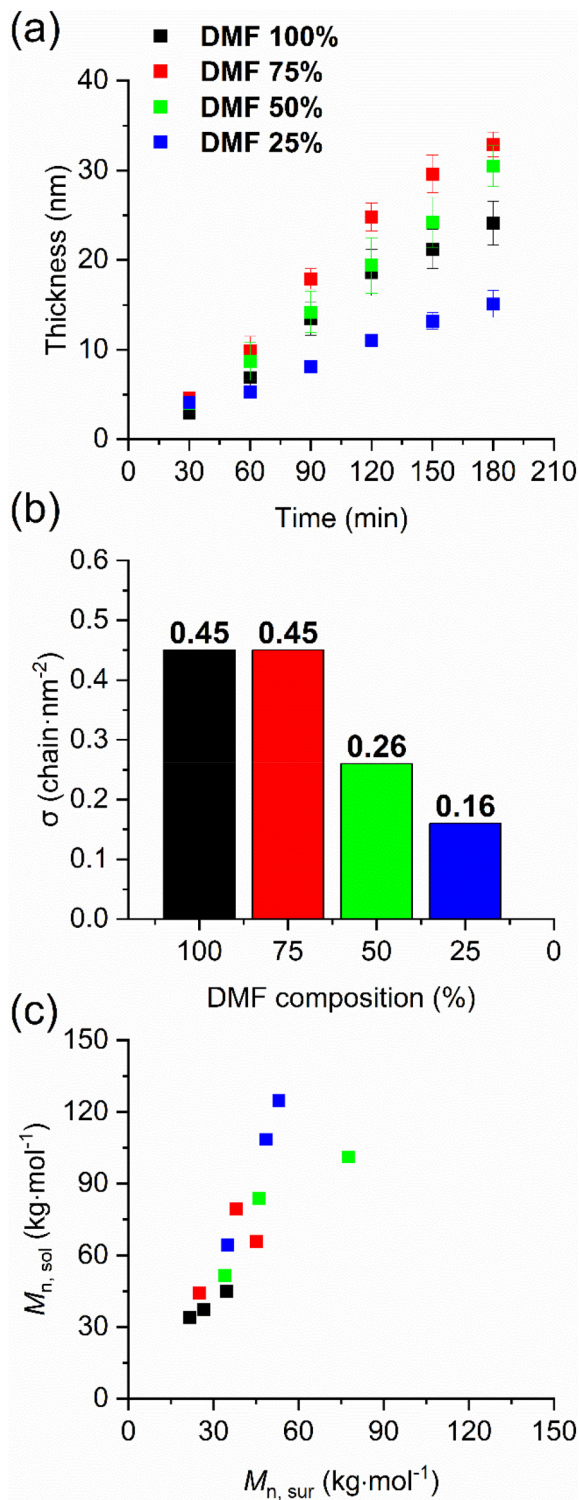 (a)
DMF 100%
DMF 75%
DMF 50%
DMF 25%
40
30
20
10
0
Thickness (nm)
0 30 60 90 120 150 180 210
Time (min)
(b)
0.6
0.5
0.4
0.3
0.2
0.1
0.0
σ (chain·nm⁻²)
0.45 0.45 0.26 0.16
100 75 50 25 0
DMF composition (%)
(c)
150
120
90
60
30
0
Mn, sol (kg·mol⁻¹)
0 30 60 90 120 150
Mn, sur (kg·mol⁻¹)